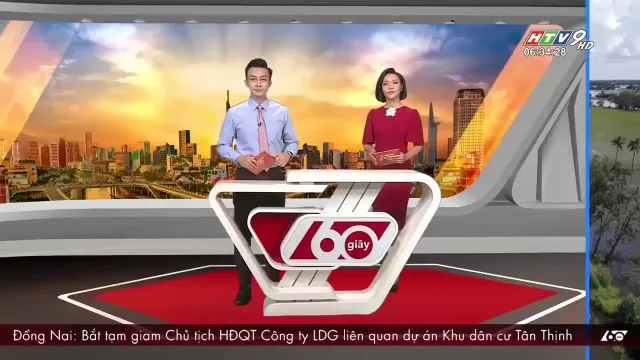 HTV9 HD
06:34:28
60 giây
Đồng Nai: Bắt tạm giam Chủ tịch HĐQT Công ty LDG liên quan dự án Khu dân cư Tân Thịnh
60